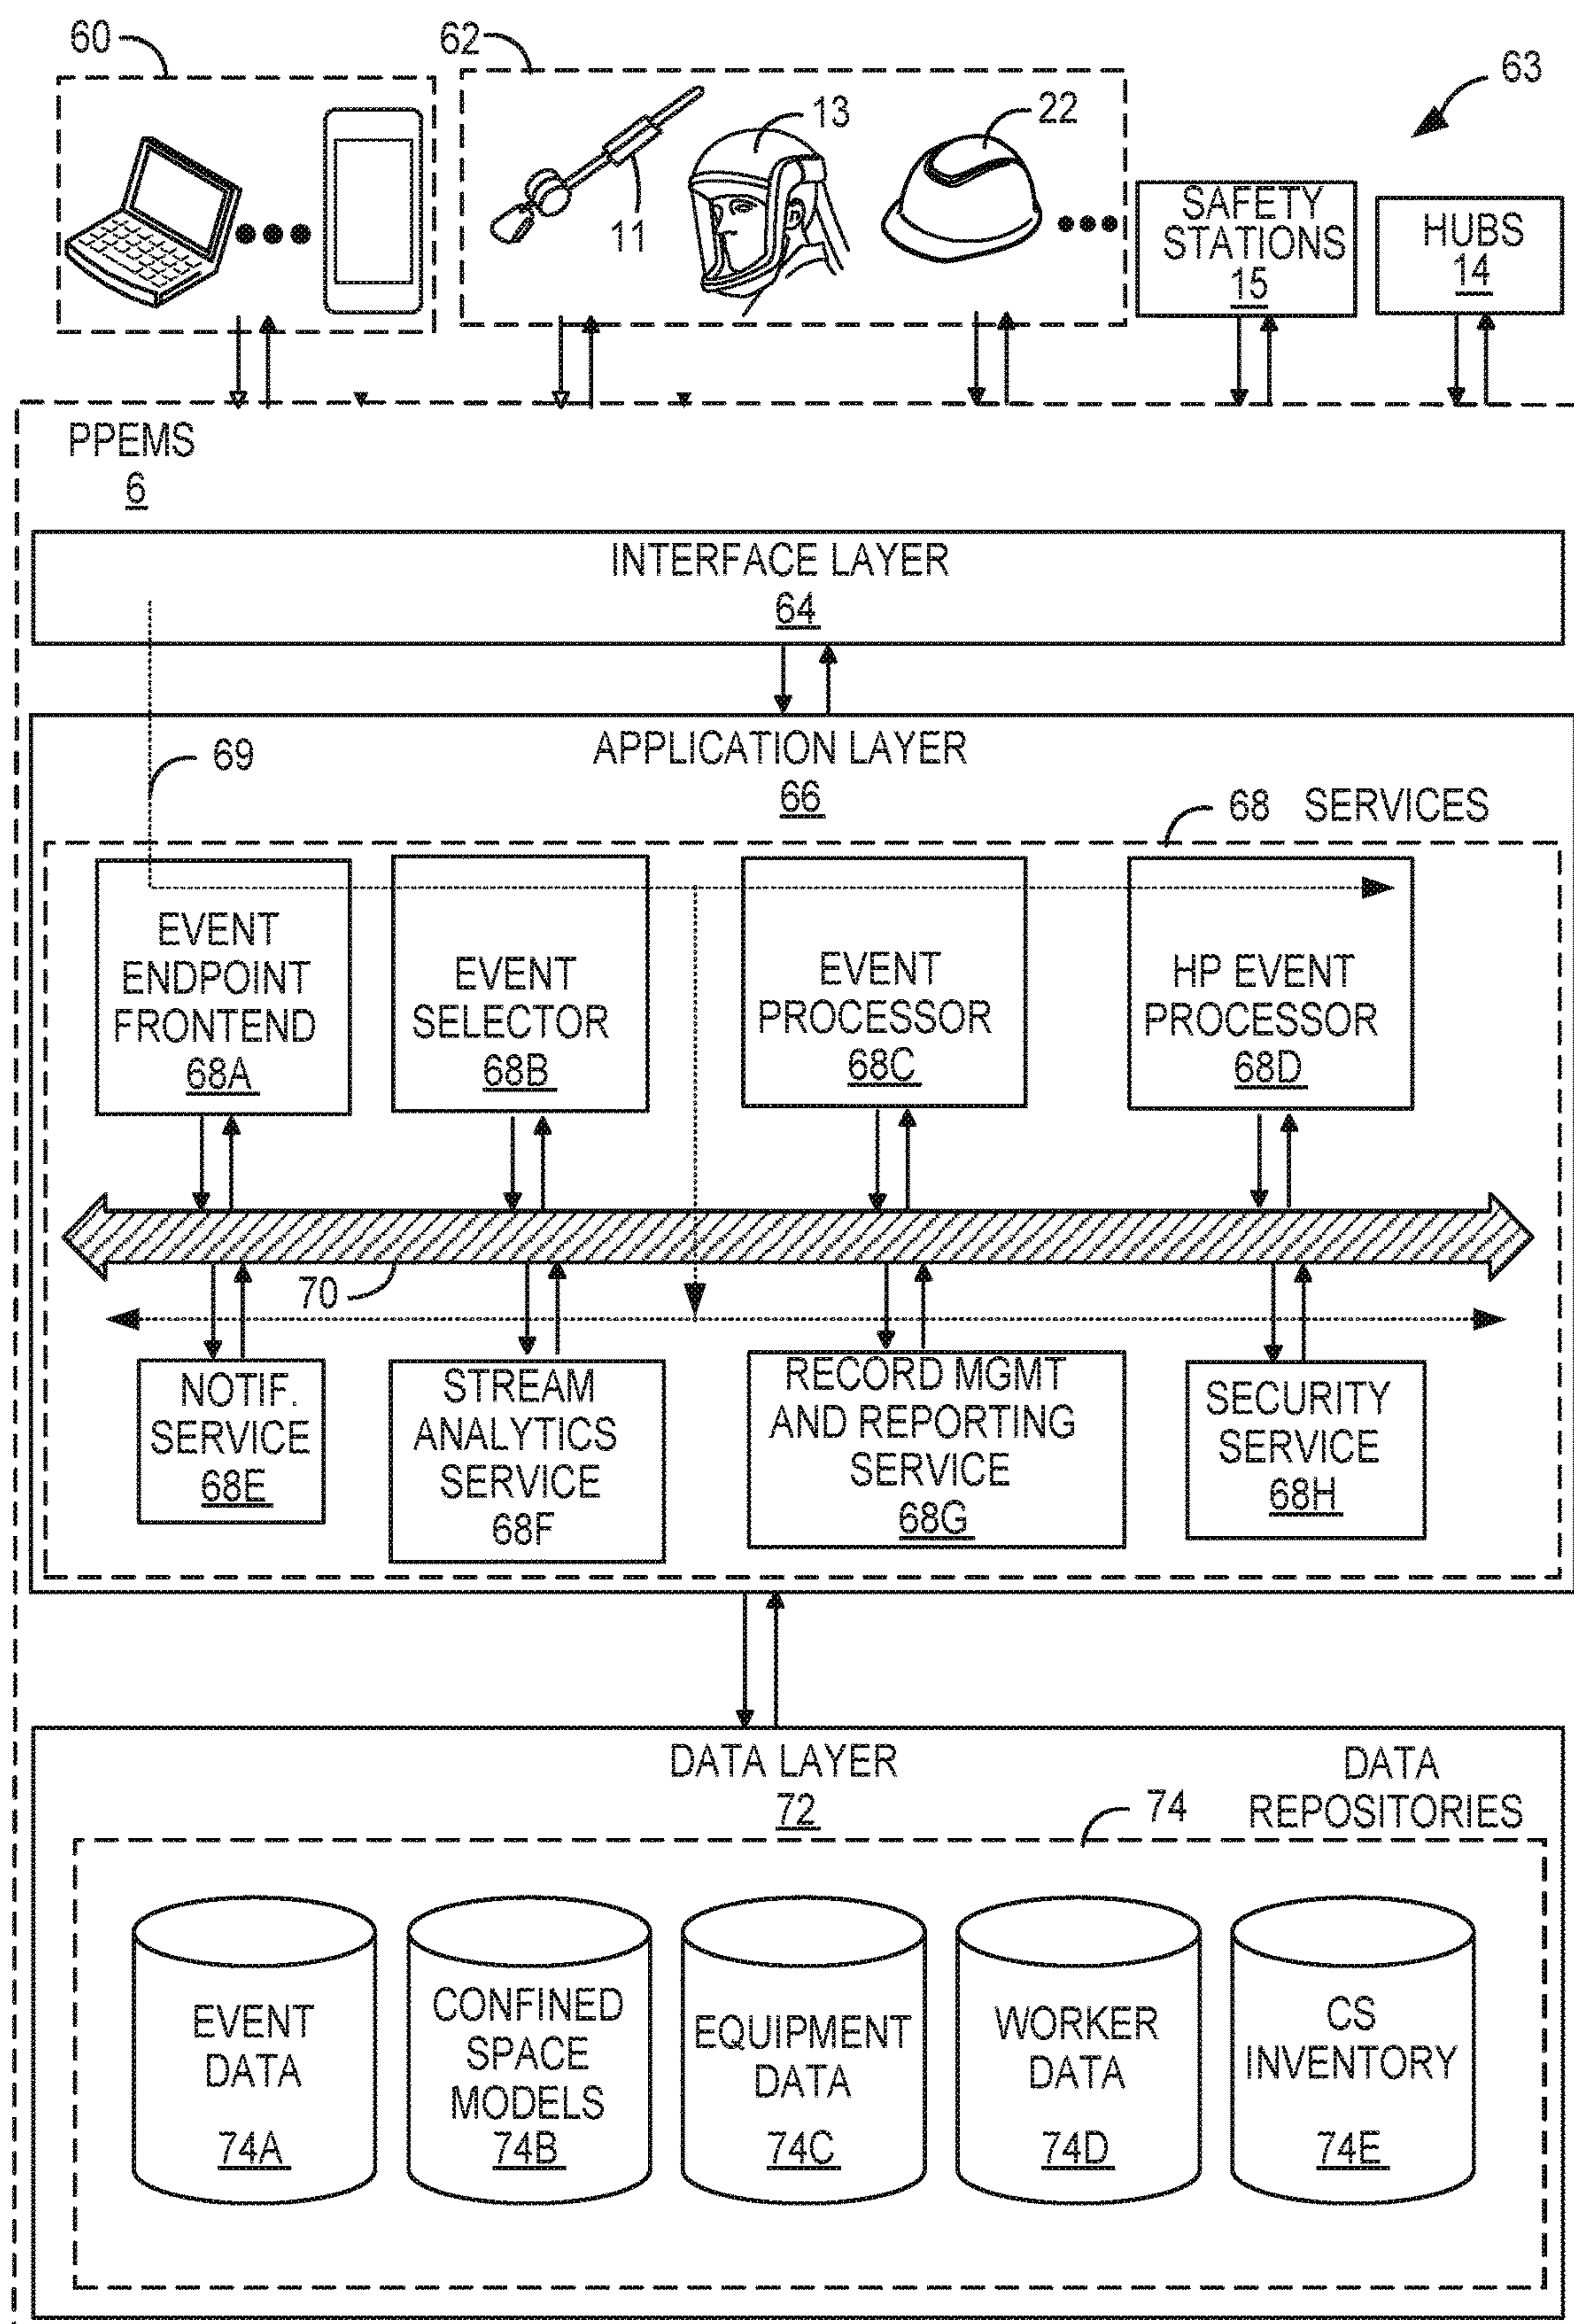 60
62
63
13
22
11
SAFETY
STATIONS
15
HUBS
14
PPEMS
6
INTERFACE LAYER
64
69
APPLICATION LAYER
66
68 SERVICES
EVENT
ENDPOINT
FRONTEND
68A
EVENT
SELECTOR
68B
EVENT
PROCESSOR
68C
HP EVENT
PROCESSOR
68D
70
NOTIF.
SERVICE
68E
STREAM
ANALYTICS
SERVICE
68F
RECORD MGMT
AND REPORTING
SERVICE
68G
SECURITY
SERVICE
68H
DATA LAYER
72
74
DATA
REPOSITORIES
EVENT
DATA
74A
CONFINED
SPACE
MODELS
74B
EQUIPMENT
DATA
74C
WORKER
DATA
74D
CS
INVENTORY
74E